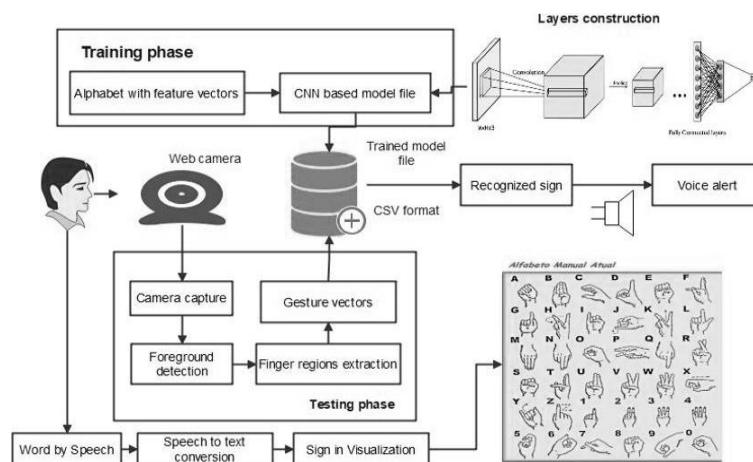 Layers construction
Training phase
Alphabet with feature vectors
CNN based model file
Convolution
Pooling
Fully Connected layers
Web camera
Trained model
file
CSV format
Recognized sign
Voice alert
Camera capture
Gesture vectors
Foreground
detection
Finger regions extraction
Testing phase
Alfabeto Manual Atual
A B C D E F
G H I J K L
M N O P Q R
S T U V W X
Y Z 1 2 3 4
5 6 7 8 9 0
Word by Speech
Speech to text
conversion
Sign in Visualization